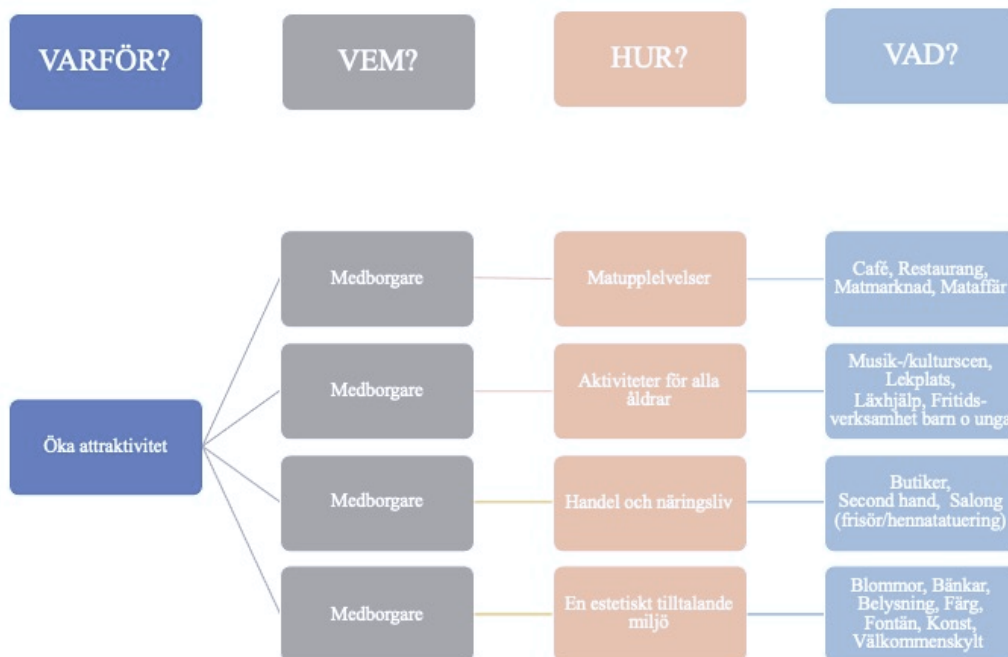 VARFÖR?
VEM?
HUR?
VAD?
Öka attraktivitet
Medborgare
Matupplelvelser
Café, Restaurang,
Matmarknad, Mataffär
Medborgare
Aktiviteter för alla
åldrar
Musik-/kulturscen,
Lekplats,
Läxhjälp, Fritids-
verksamhet barn o unga
Medborgare
Handel och näringsliv
Butiker,
Second hand, Salong
(frisör/hennatatuering)
Medborgare
En estetiskt tilltalande
miljö
Blommor, Bänkar,
Belysning, Färg,
Fontän, Konst,
Välkommenskylt